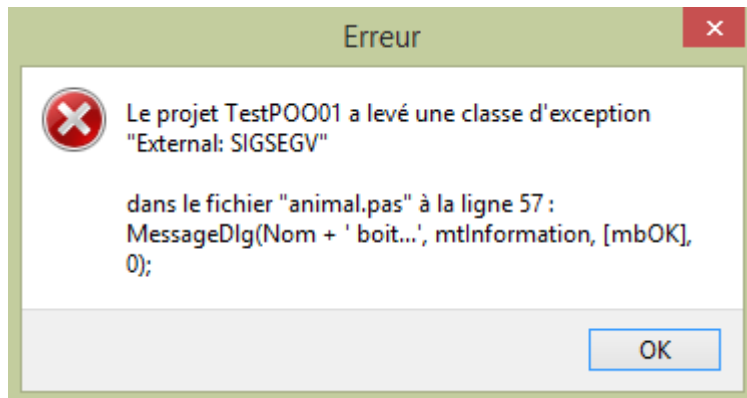 Erreur
Le projet TestPOO01 a levé une classe d'exception
"External: SIGSEGV"
dans le fichier "animal.pas" à la ligne 57 :
MessageDlg(Nom + ' boit...', mtInformation, [mbOK],
0);
OK